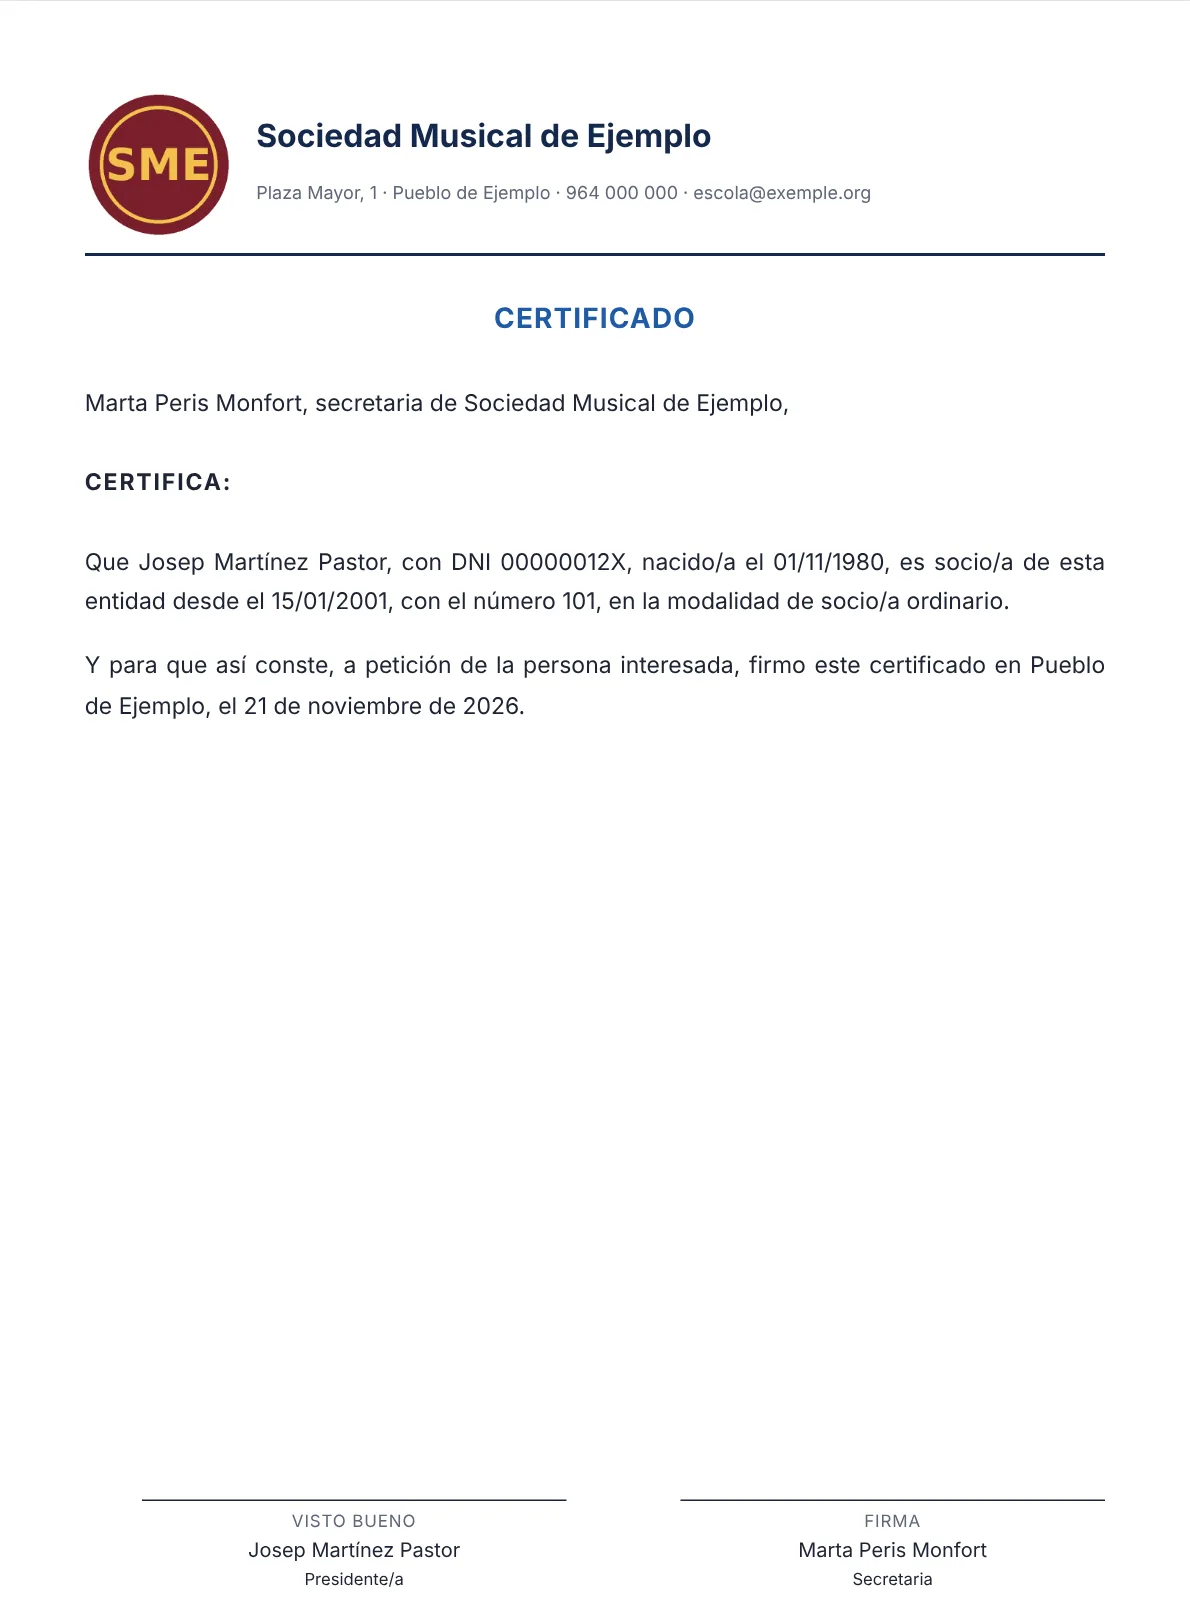 SME
Sociedad Musical de Ejemplo
Plaza Mayor, 1 · Pueblo de Ejemplo · 964 000 000 · escola@exemple.org
CERTIFICADO
Marta Peris Monfort, secretaria de Sociedad Musical de Ejemplo,
CERTIFICA:
Que Josep Martínez Pastor, con DNI 00000012X, nacido/a el 01/11/1980, es socio/a de esta
entidad desde el 15/01/2001, con el número 101, en la modalidad de socio/a ordinario.
Y para que así conste, a petición de la persona interesada, firmo este certificado en Pueblo
de Ejemplo, el 21 de noviembre de 2026.
VISTO BUENO
Josep Martínez Pastor
Presidente/a
FIRMA
Marta Peris Monfort
Secretaria